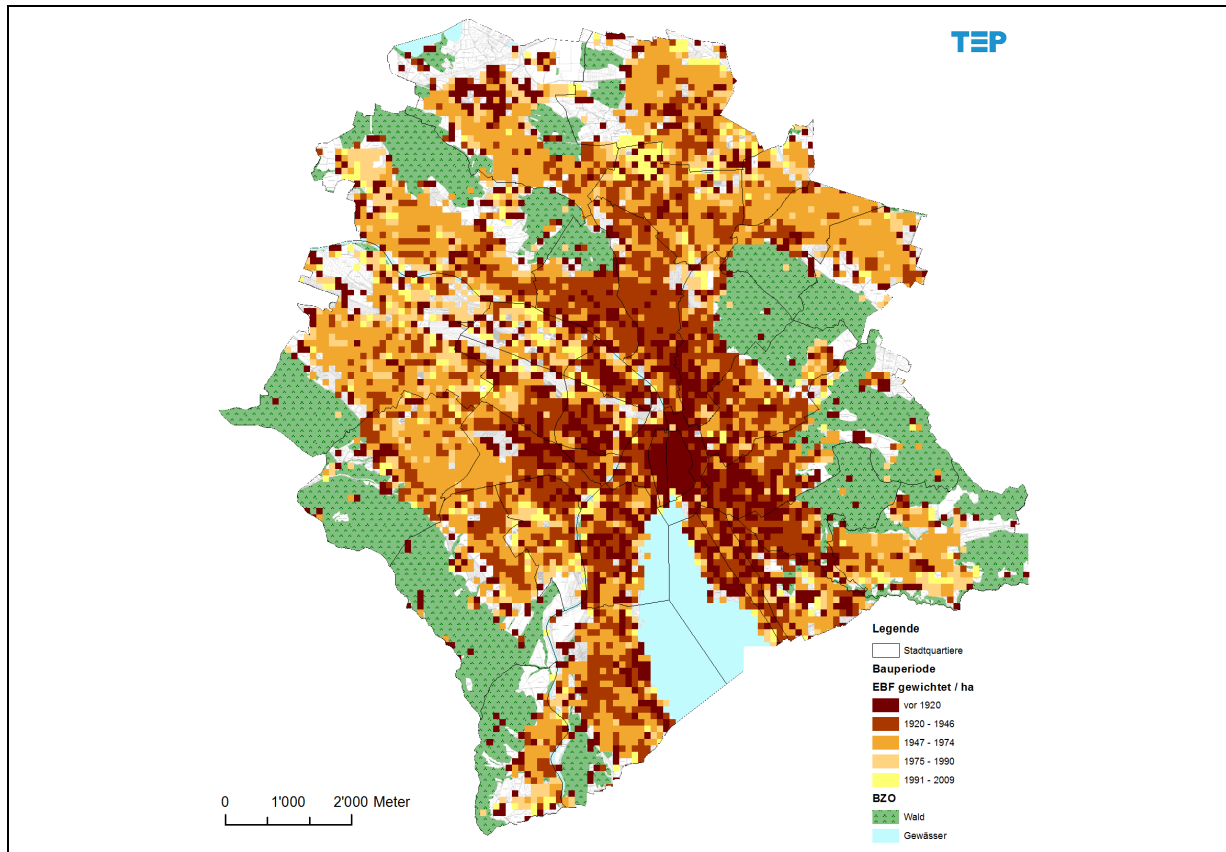 TEP
Legende
Stadtquartiere
Bauperiode
EBF gewichtet / ha
vor 1920
1920 - 1946
1947 - 1974
1975 - 1990
1991 - 2009
BZO
Wald
Gewässer
0 1'000 2'000 Meter